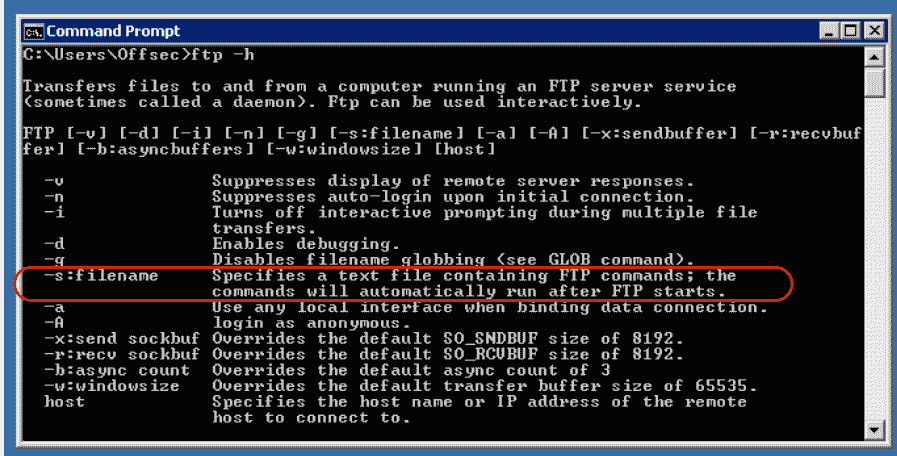 Command Prompt
C:\Users\Offsec>ftp -h
Transfers files to and from a computer running an FTP server service
(sometimes called a daemon). Ftp can be used interactively.
FTP [-v] [-d] [-i] [-n] [-g] [-s:filename] [-a] [-A] [-x:sendbuffer] [-r:recvbuf
fer] [-b:asyncbuffers] [-w:windowsize] [host]
-v Suppresses display of remote server responses.
-n Suppresses auto-login upon initial connection.
-i Turns off interactive prompting during multiple file
transfers.
-d Enables debugging.
-g Disables filename globbing (see GLOB command).
-s:filename Specifies a text file containing FTP commands; the
commands will automatically run after FTP starts.
-a Use any local interface when binding data connection.
-A login as anonymous.
-x:send sockbuf Overrides the default SO_SNDBUF size of 8192.
-r:recv sockbuf Overrides the default SO_RCVBUF size of 8192.
-b:async count Overrides the default async count of 3
-w:windowsize Overrides the default transfer buffer size of 65535.
host Specifies the host name or IP address of the remote
host to connect to.